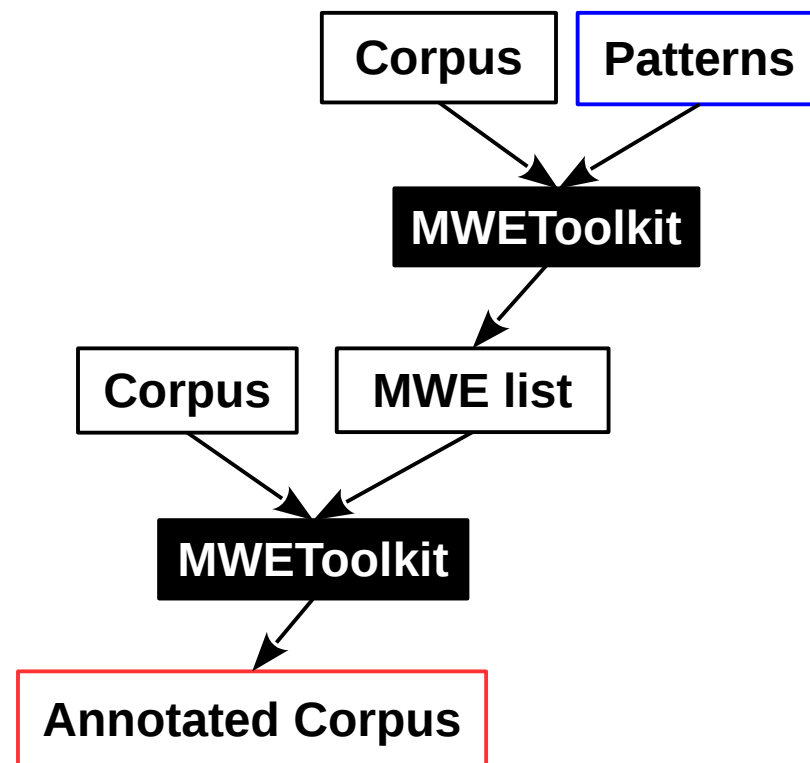 Corpus
Patterns
MWEToolkit
Corpus
MWE list
MWEToolkit
Annotated Corpus